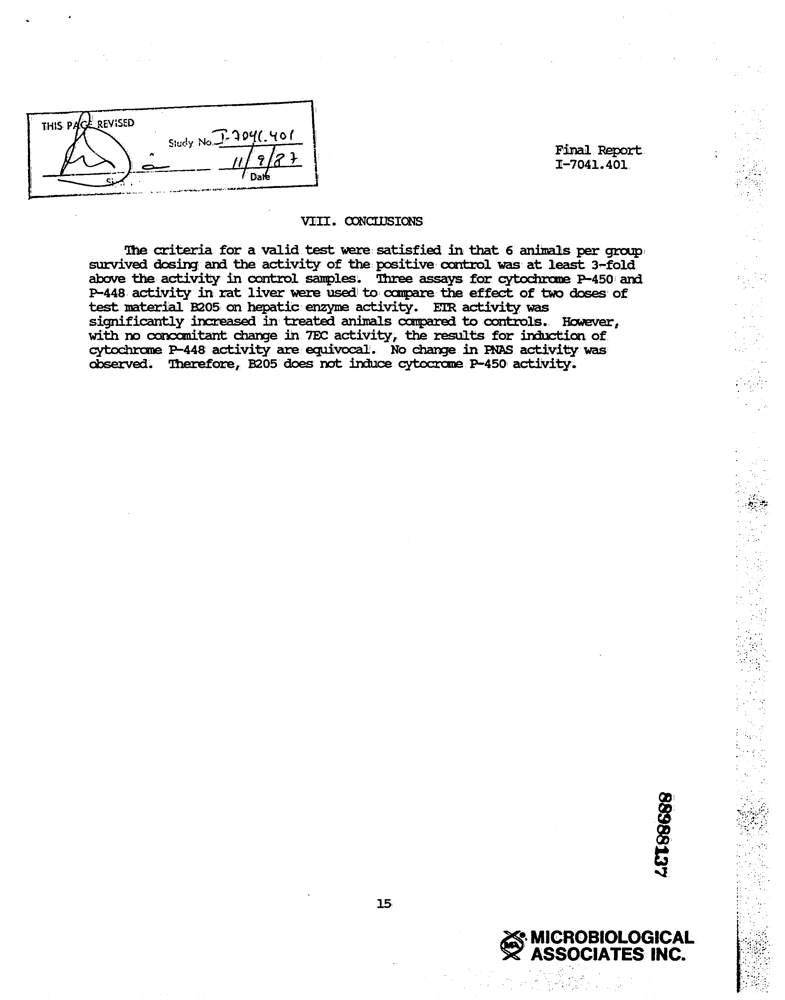 THIS PAGE REVISED
Study No. I-7041.401
11/9/87
Date
Final Report
I-7041.401
VIII. CONCLUSIONS
The criteria for a valid test were satisfied in that 6 animals per group
survived dosing and the activity of the positive control was at least 3-fold
above the activity in control samples. Three assays for cytochrome P-450 and
P-448 activity in rat liver were used to compare the effect of two doses of
test material B205 on hepatic enzyme activity. ETR activity was
significantly increased in treated animals compared to controls. However,
with no concomitant change in 7EC activity, the results for induction of
cytochrome P-448 activity are equivocal. No change in PNAS activity was
observed. Therefore, B205 does not induce cytocrome P-450 activity.
88988137
15
MICROBIOLOGICAL
ASSOCIATES INC.